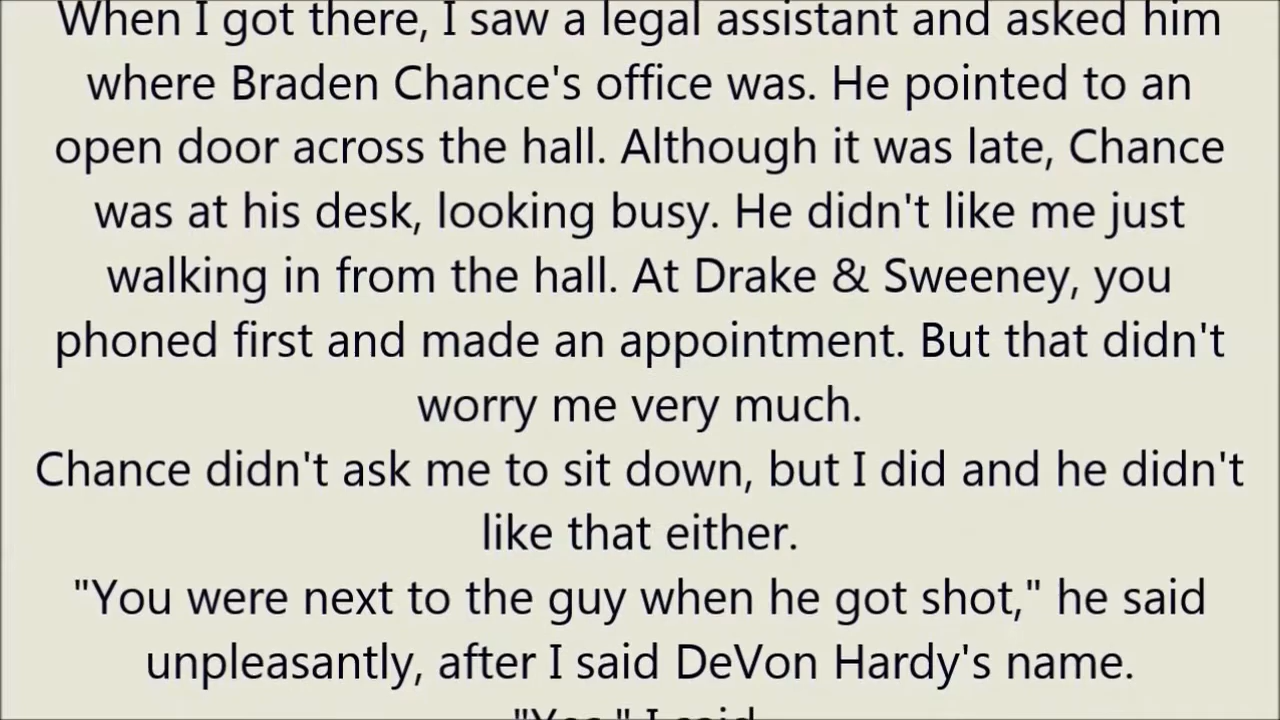 When I got there, I saw a legal assistant and asked him
where Braden Chance's office was. He pointed to an
open door across the hall. Although it was late, Chance
was at his desk, looking busy. He didn't like me just
walking in from the hall. At Drake & Sweeney, you
phoned first and made an appointment. But that didn't
worry me very much.
Chance didn't ask me to sit down, but I did and he didn't
like that either.
"You were next to the guy when he got shot," he said
unpleasantly, after I said DeVon Hardy's name.
"Yes," I said